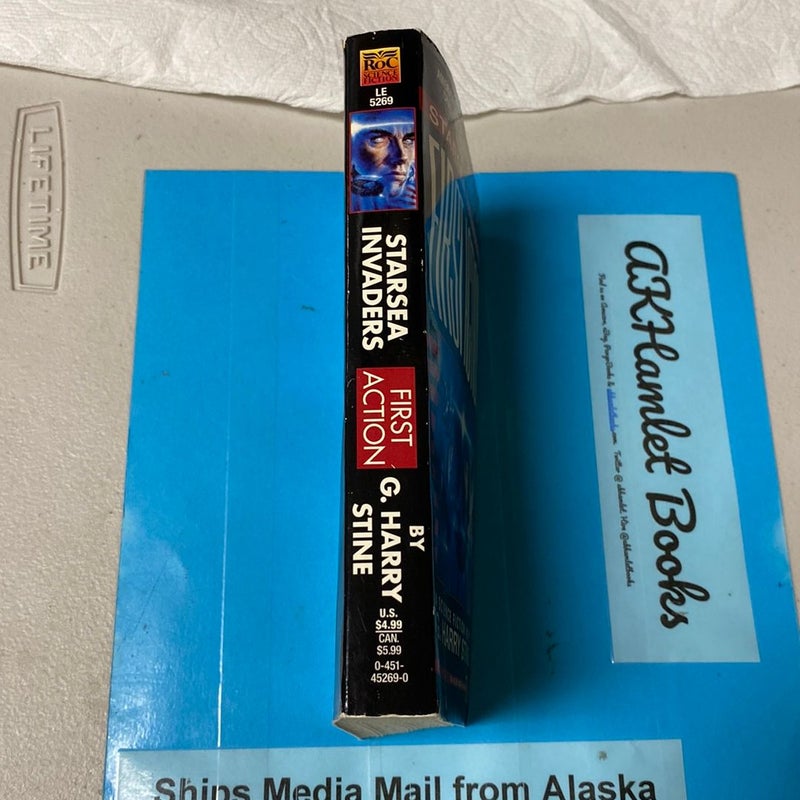 RoC
SCIENCE
FICTION
LE
5269
STARSEA
INVADERS
FIRST
ACTION
BY
G. HARRY
STINE
U.S.
$4.99
CAN.
$5.99
0-451-
45269-0
HARRY
LIFETIME
AKHamlet Books
Ships Media Mail from Alaska